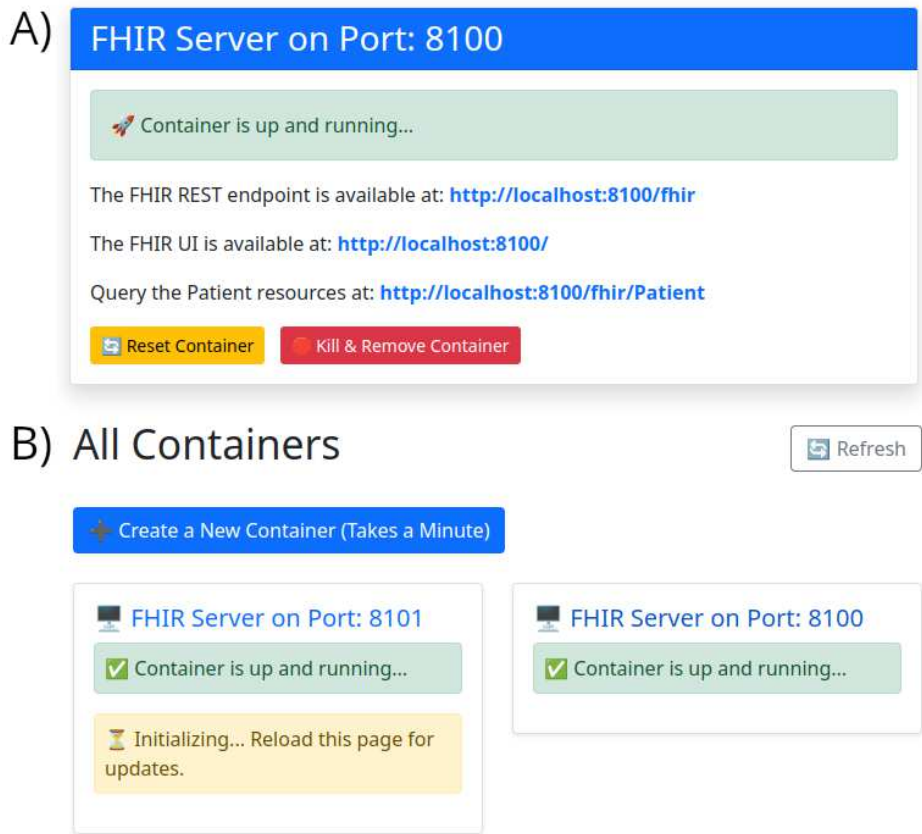 A) FHIR Server on Port: 8100
🚀 Container is up and running...
The FHIR REST endpoint is available at: http://localhost:8100/fhir
The FHIR UI is available at: http://localhost:8100/
Query the Patient resources at: http://localhost:8100/fhir/Patient
🔄 Reset Container 🔴 Kill & Remove Container
B) All Containers 🔄 Refresh
➕ Create a New Container (Takes a Minute)
🖥️ FHIR Server on Port: 8101
✅ Container is up and running...
⏳ Initializing... Reload this page for
updates.
🖥️ FHIR Server on Port: 8100
✅ Container is up and running...